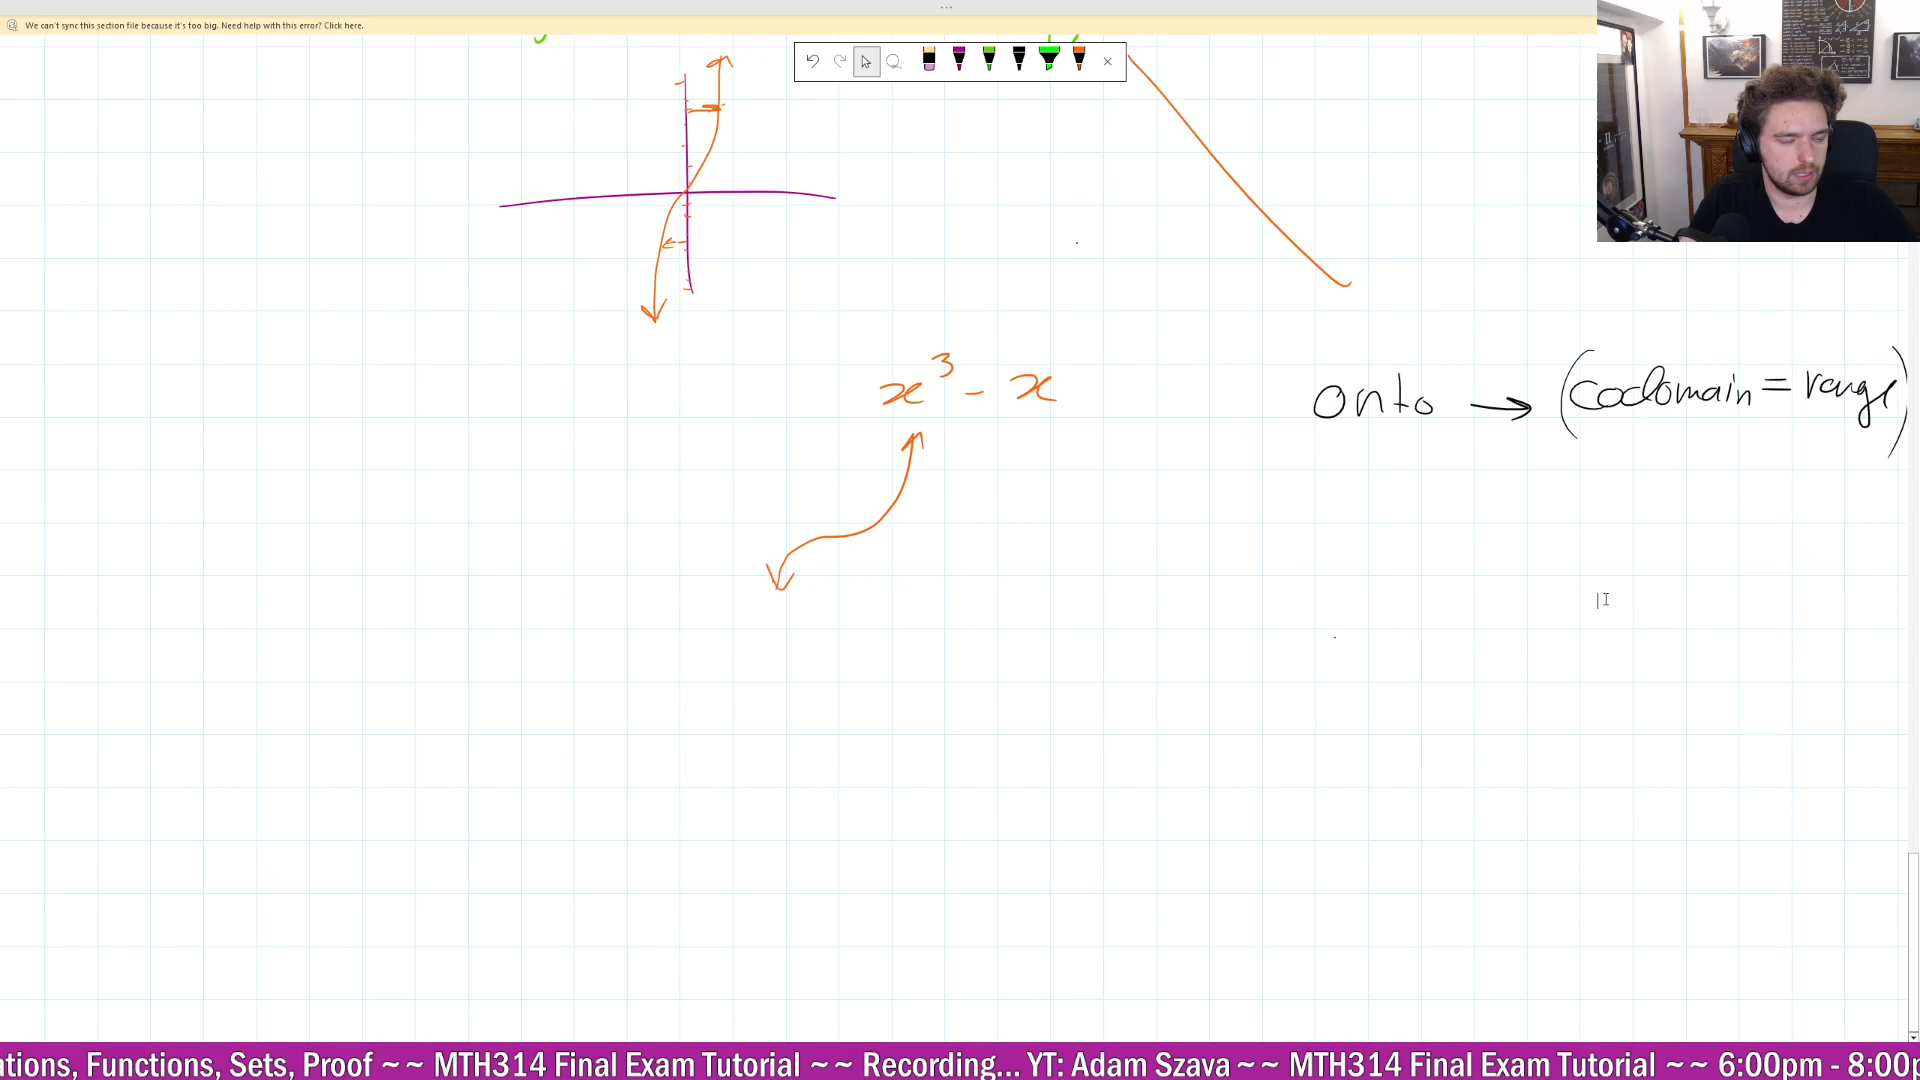 We can't sync this section file because it's too big. Need help with this error? Click here.
x³ - x
onto → (codomain = range)
ations, Functions, Sets, Proof ~~ MTH314 Final Exam Tutorial ~~ Recording... YT: Adam Szava ~~ MTH314 Final Exam Tutorial ~~ 6:00pm - 8:00p